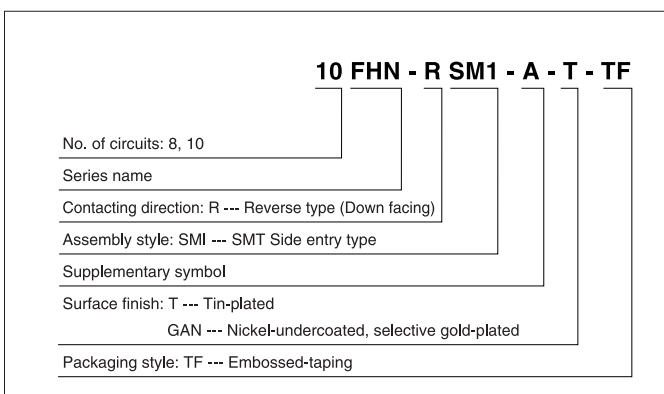 10 FHN - R SM1 - A - T - TF
No. of circuits: 8, 10
Series name
Contacting direction: R --- Reverse type (Down facing)
Assembly style: SMI --- SMT Side entry type
Supplementary symbol
Surface finish: T --- Tin-plated
GAN --- Nickel-undercoated, selective gold-plated
Packaging style: TF --- Embossed-taping